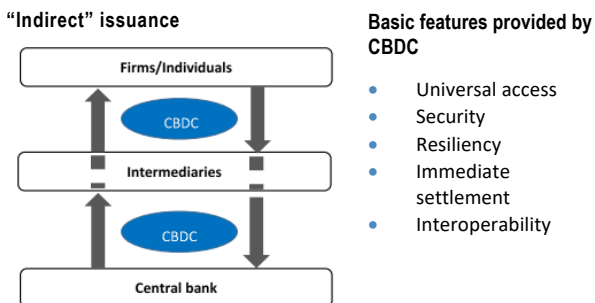 “Indirect” issuance
Firms/Individuals
CBDC
Intermediaries
CBDC
Central bank
Basic features provided by
CBDC
• Universal access
• Security
• Resiliency
• Immediate
settlement
• Interoperability